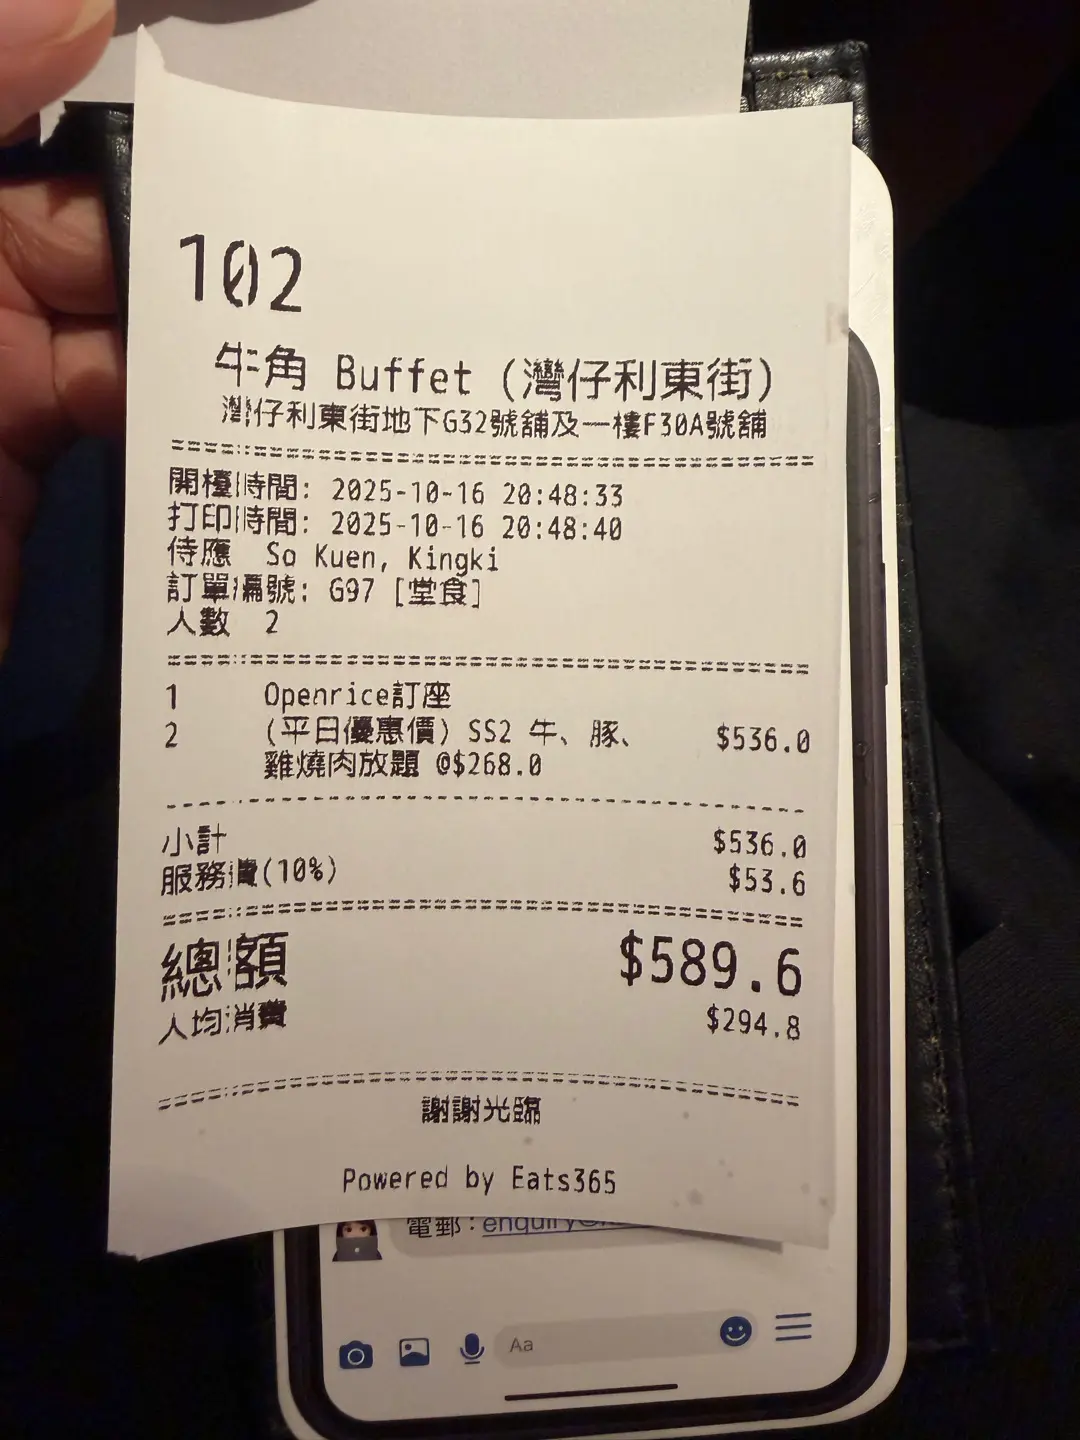 102
牛角 Buffet (灣仔利東街)
灣仔利東街地下G32號舖及一樓F30A號舖
開檯時間: 2025-10-16 20:48:33
打印時間: 2025-10-16 20:48:40
侍應 So Kuen, Kingki
訂單編號: G97 [堂食]
人數 2
1 Openrice訂座
2 (平日優惠價) SS2 牛、豚、 $536.0
雞燒肉放題 @$268.0
小計 $536.0
服務費(10%) $53.6
總額 $589.6
人均消費 $294.8
謝謝光臨
Powered by Eats365
電郵：enquiry@
Aa